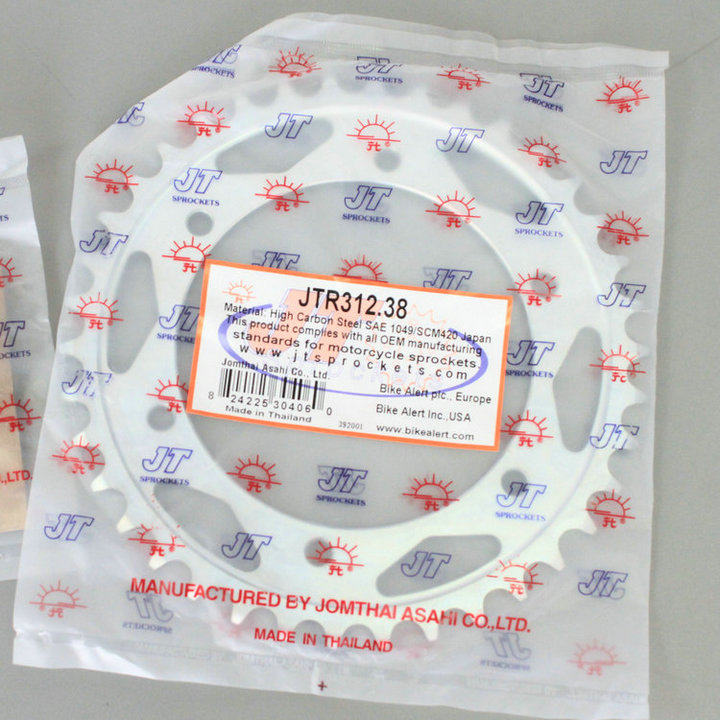 JTR312.38
Material: High Carbon Steel SAE 1049/SCM420 Japan
This product complies with all OEM manufacturing
standards for motorcycle sprockets.
www.jtsprockets.com
Jomthai Asahi Co., Ltd.
Bike Alert plc., Europe
8 24225 30406 0
Bike Alert Inc., USA
Made in Thailand
392001
www.bikealert.com
JT
SPROCKETS
MANUFACTURED BY JOMTHAI ASAHI CO.,LTD.
MADE IN THAILAND
CO.,LTD.